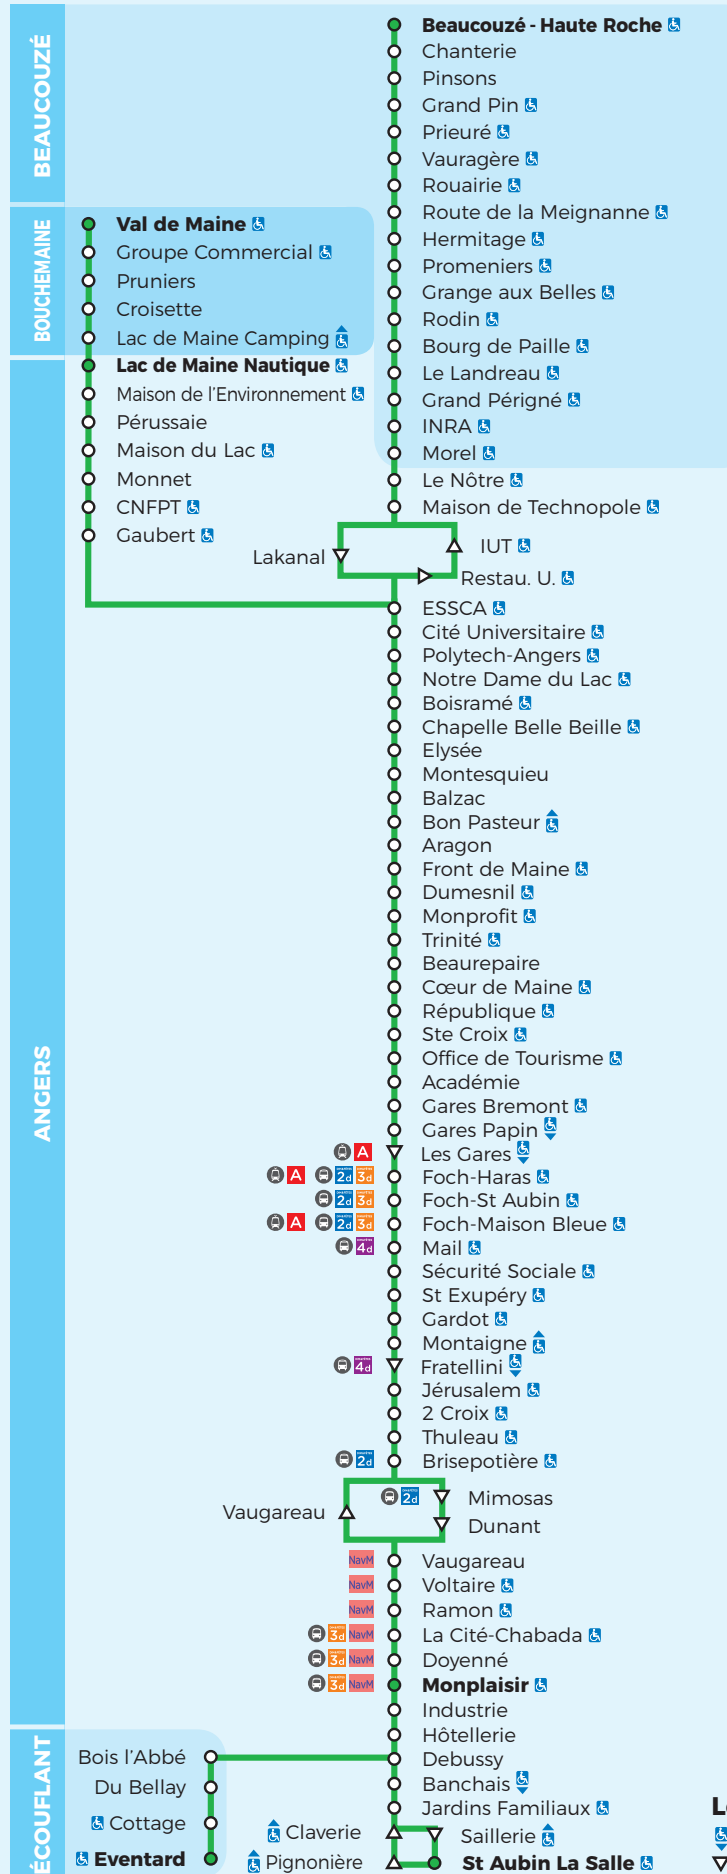 BEAUCOUZÉ
Beaucouzé - Haute Roche
Chanterie
Pinsons
Grand Pin
Prieuré
Vauragère
Rouairie
Route de la Meignanne
Hermitage
Promeniers
Grange aux Belles
Rodin
Bourg de Paille
Le Landreau
Grand Périgné
INRA
Morel
Le Nôtre
Maison de Technopole
BOUCHEMAINE
Val de Maine
Groupe Commercial
Pruniers
Croisette
Lac de Maine Camping
Lac de Maine Nautique
Maison de l'Environnement
Pérussaie
Maison du Lac
Monnet
CNFPT
Gaubert
Lakanal
IUT
Restau. U.
ANGERS
ESSCA
Cité Universitaire
Polytech-Angers
Notre Dame du Lac
Boisramé
Chapelle Belle Beille
Elysée
Montesquieu
Balzac
Bon Pasteur
Aragon
Front de Maine
Dumesnil
Monprofit
Trinité
Beaurepaire
Cœur de Maine
République
Ste Croix
Office de Tourisme
Académie
Gares Bremont
Gares Papin
A Les Gares
A 2d 3d Foch-Haras
2d 3d Foch-St Aubin
A 2d 3d Foch-Maison Bleue
4d Mail
Sécurité Sociale
St Exupéry
Gardot
Montaigne
4d Fratellini
Jérusalem
2 Croix
Thuleau
2d Brisepotière
2d Mimosas
Vaugareau
Dunant
NavM Vaugareau
NavM Voltaire
NavM Ramon
3d NavM La Cité-Chabada
3d NavM Doyenné
3d NavM Monplaisir
Industrie
Hôtellerie
Debussy
Banchais
Jardins Familiaux
ÉCOUFLANT
Bois l'Abbé
Du Bellay
Cottage
Eventard
Claverie
Saillerie
Pignonière
St Aubin La Salle